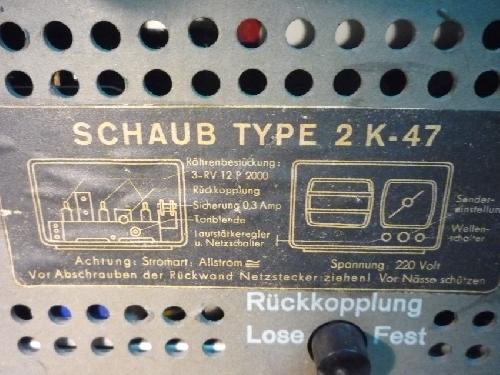 SCHAUB TYPE 2 K-47
Röhrenbestückung:
3-RV 12 P 2000
Rückkopplung
Sicherung 0,3 Amp
Tonblende
Lautstärkeregler
u. Netzschalter
Sender-
einstellung
Wellen-
schalter
Achtung: Stromart: Allstrom
Spannung: 220 Volt
Vor Abschrauben der Rückwand Netzstecker ziehen! Vor Nässe schützen
Rückkopplung
Lose Fest